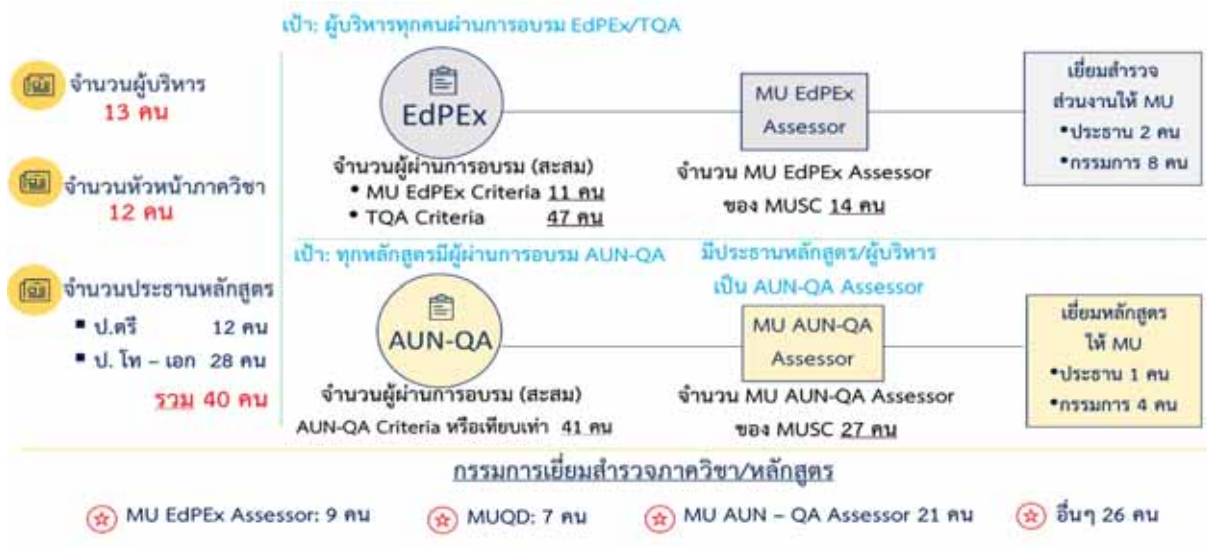 เป้า: ผู้บริหารทุกคนผ่านการอบรม EdPEx/TQA
จำนวนผู้บริหาร
13 คน
จำนวนหัวหน้าภาควิชา
12 คน
จำนวนประธานหลักสูตร
▪ ป.ตรี 12 คน
▪ ป. โท – เอก 28 คน
รวม 40 คน
EdPEx
จำนวนผู้ผ่านการอบรม (สะสม)
• MU EdPEx Criteria 11 คน
• TQA Criteria 47 คน
MU EdPEx
Assessor
จำนวน MU EdPEx Assessor
ของ MUSC 14 คน
เยี่ยมสำรวจ
ส่วนงานให้ MU
•ประธาน 2 คน
•กรรมการ 8 คน
เป้า: ทุกหลักสูตรมีผู้ผ่านการอบรม AUN-QA
AUN-QA
จำนวนผู้ผ่านการอบรม (สะสม)
AUN-QA Criteria หรือเทียบเท่า 41 คน
มีประธานหลักสูตร/ผู้บริหาร
เป็น AUN-QA Assessor
MU AUN-QA
Assessor
จำนวน MU AUN-QA Assessor
ของ MUSC 27 คน
เยี่ยมหลักสูตร
ให้ MU
•ประธาน 1 คน
•กรรมการ 4 คน
กรรมการเยี่ยมสำรวจภาควิชา/หลักสูตร
MU EdPEx Assessor: 9 คน
MUQD: 7 คน
MU AUN – QA Assessor 21 คน
อื่นๆ 26 คน